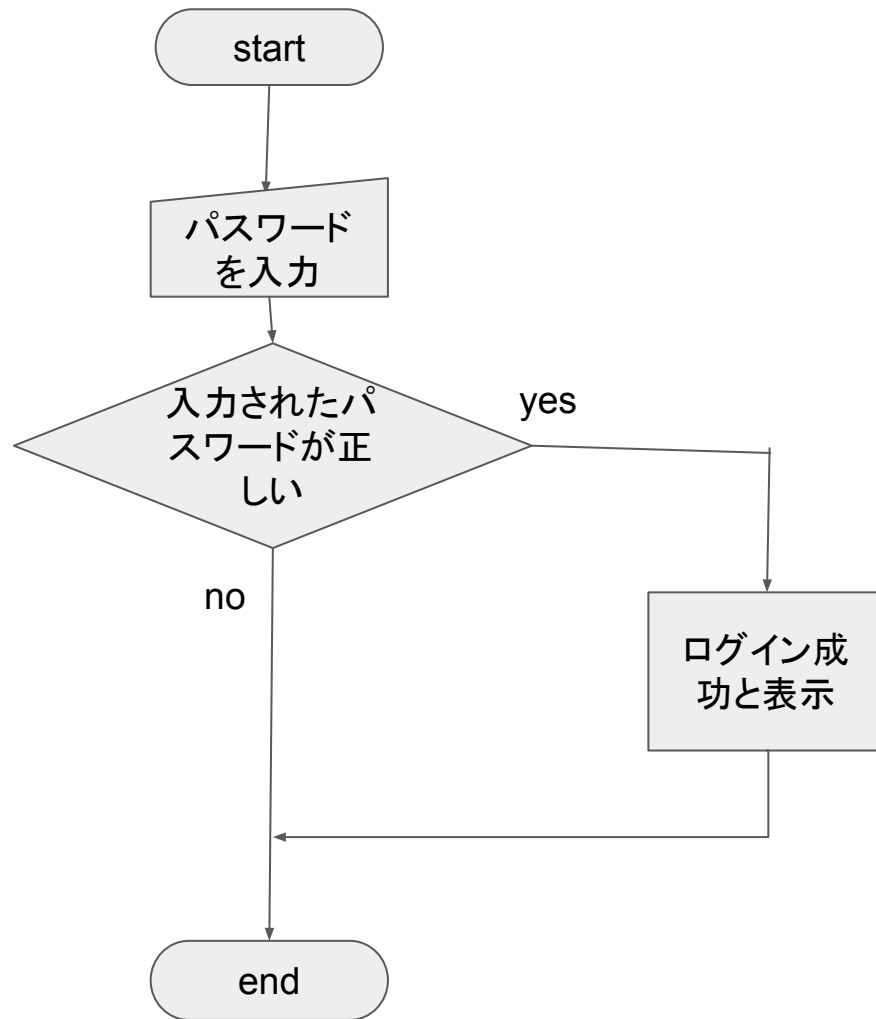 start
パスワード
を入力
入力されたパ
スワードが正
しい
yes
no
ログイン成
功と表示
end